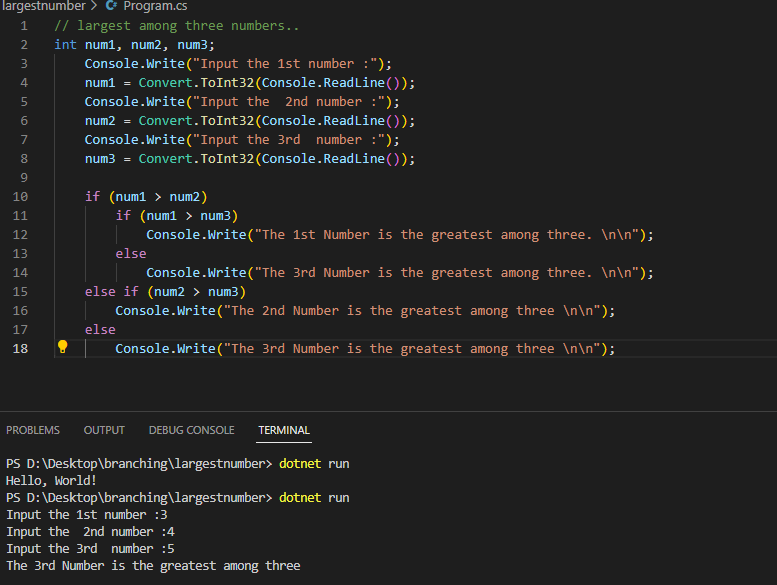 largestnumber > C# Program.cs
1 // largest among three numbers..
2 int num1, num2, num3;
3 Console.Write("Input the 1st number :");
4 num1 = Convert.ToInt32(Console.ReadLine());
5 Console.Write("Input the  2nd number :");
6 num2 = Convert.ToInt32(Console.ReadLine());
7 Console.Write("Input the 3rd  number :");
8 num3 = Convert.ToInt32(Console.ReadLine());
9
10 if (num1 > num2)
11 if (num1 > num3)
12 Console.Write("The 1st Number is the greatest among three. \n\n");
13 else
14 Console.Write("The 3rd Number is the greatest among three. \n\n");
15 else if (num2 > num3)
16 Console.Write("The 2nd Number is the greatest among three \n\n");
17 else
18 Console.Write("The 3rd Number is the greatest among three \n\n");
PROBLEMS OUTPUT DEBUG CONSOLE TERMINAL
PS D:\Desktop\branching\largestnumber> dotnet run
Hello, World!
PS D:\Desktop\branching\largestnumber> dotnet run
Input the 1st number :3
Input the  2nd number :4
Input the 3rd  number :5
The 3rd Number is the greatest among three